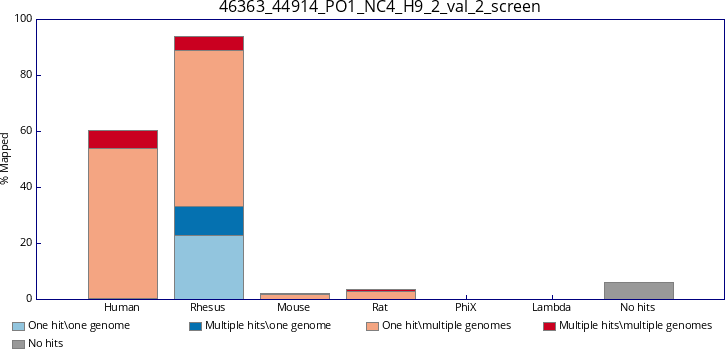 46363_44914_PO1_NC4_H9_2_val_2_screen
100
80
60
40
20
0
% Mapped
Human Rhesus Mouse Rat PhiX Lambda No hits
One hit\one genome Multiple hits\one genome One hit\multiple genomes Multiple hits\multiple genomes
No hits